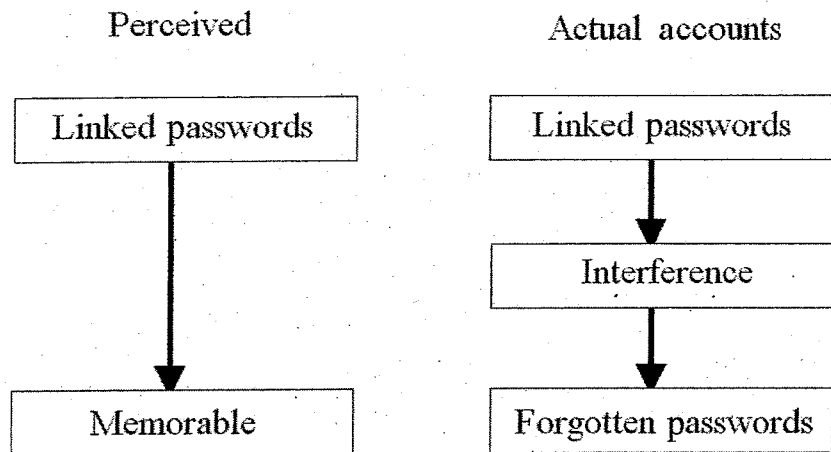 Perceived
Linked passwords
Memorable
Actual accounts
Linked passwords
Interference
Forgotten passwords